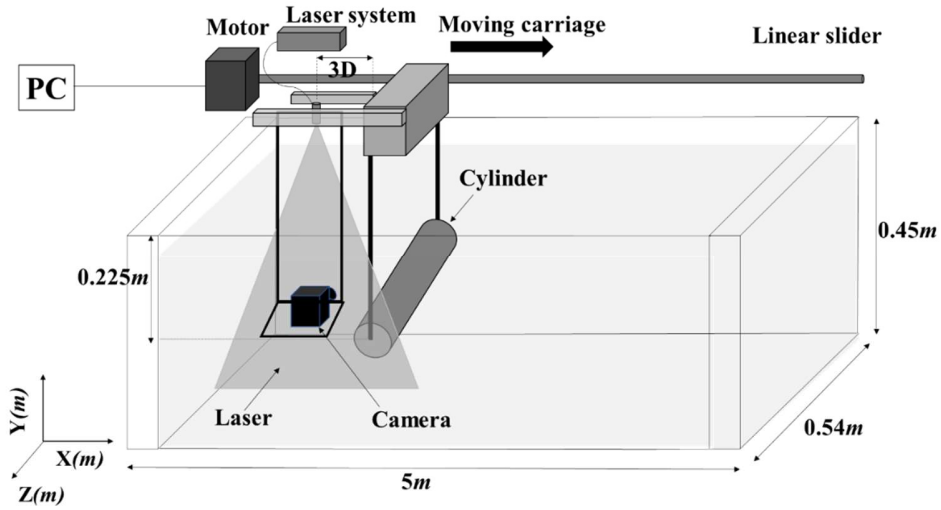 Laser system
Moving carriage
Motor
Linear slider
3D
PC
Cylinder
0.45m
0.225m
Laser
Camera
0.54m
Y(m)
X(m)
Z(m)
5m